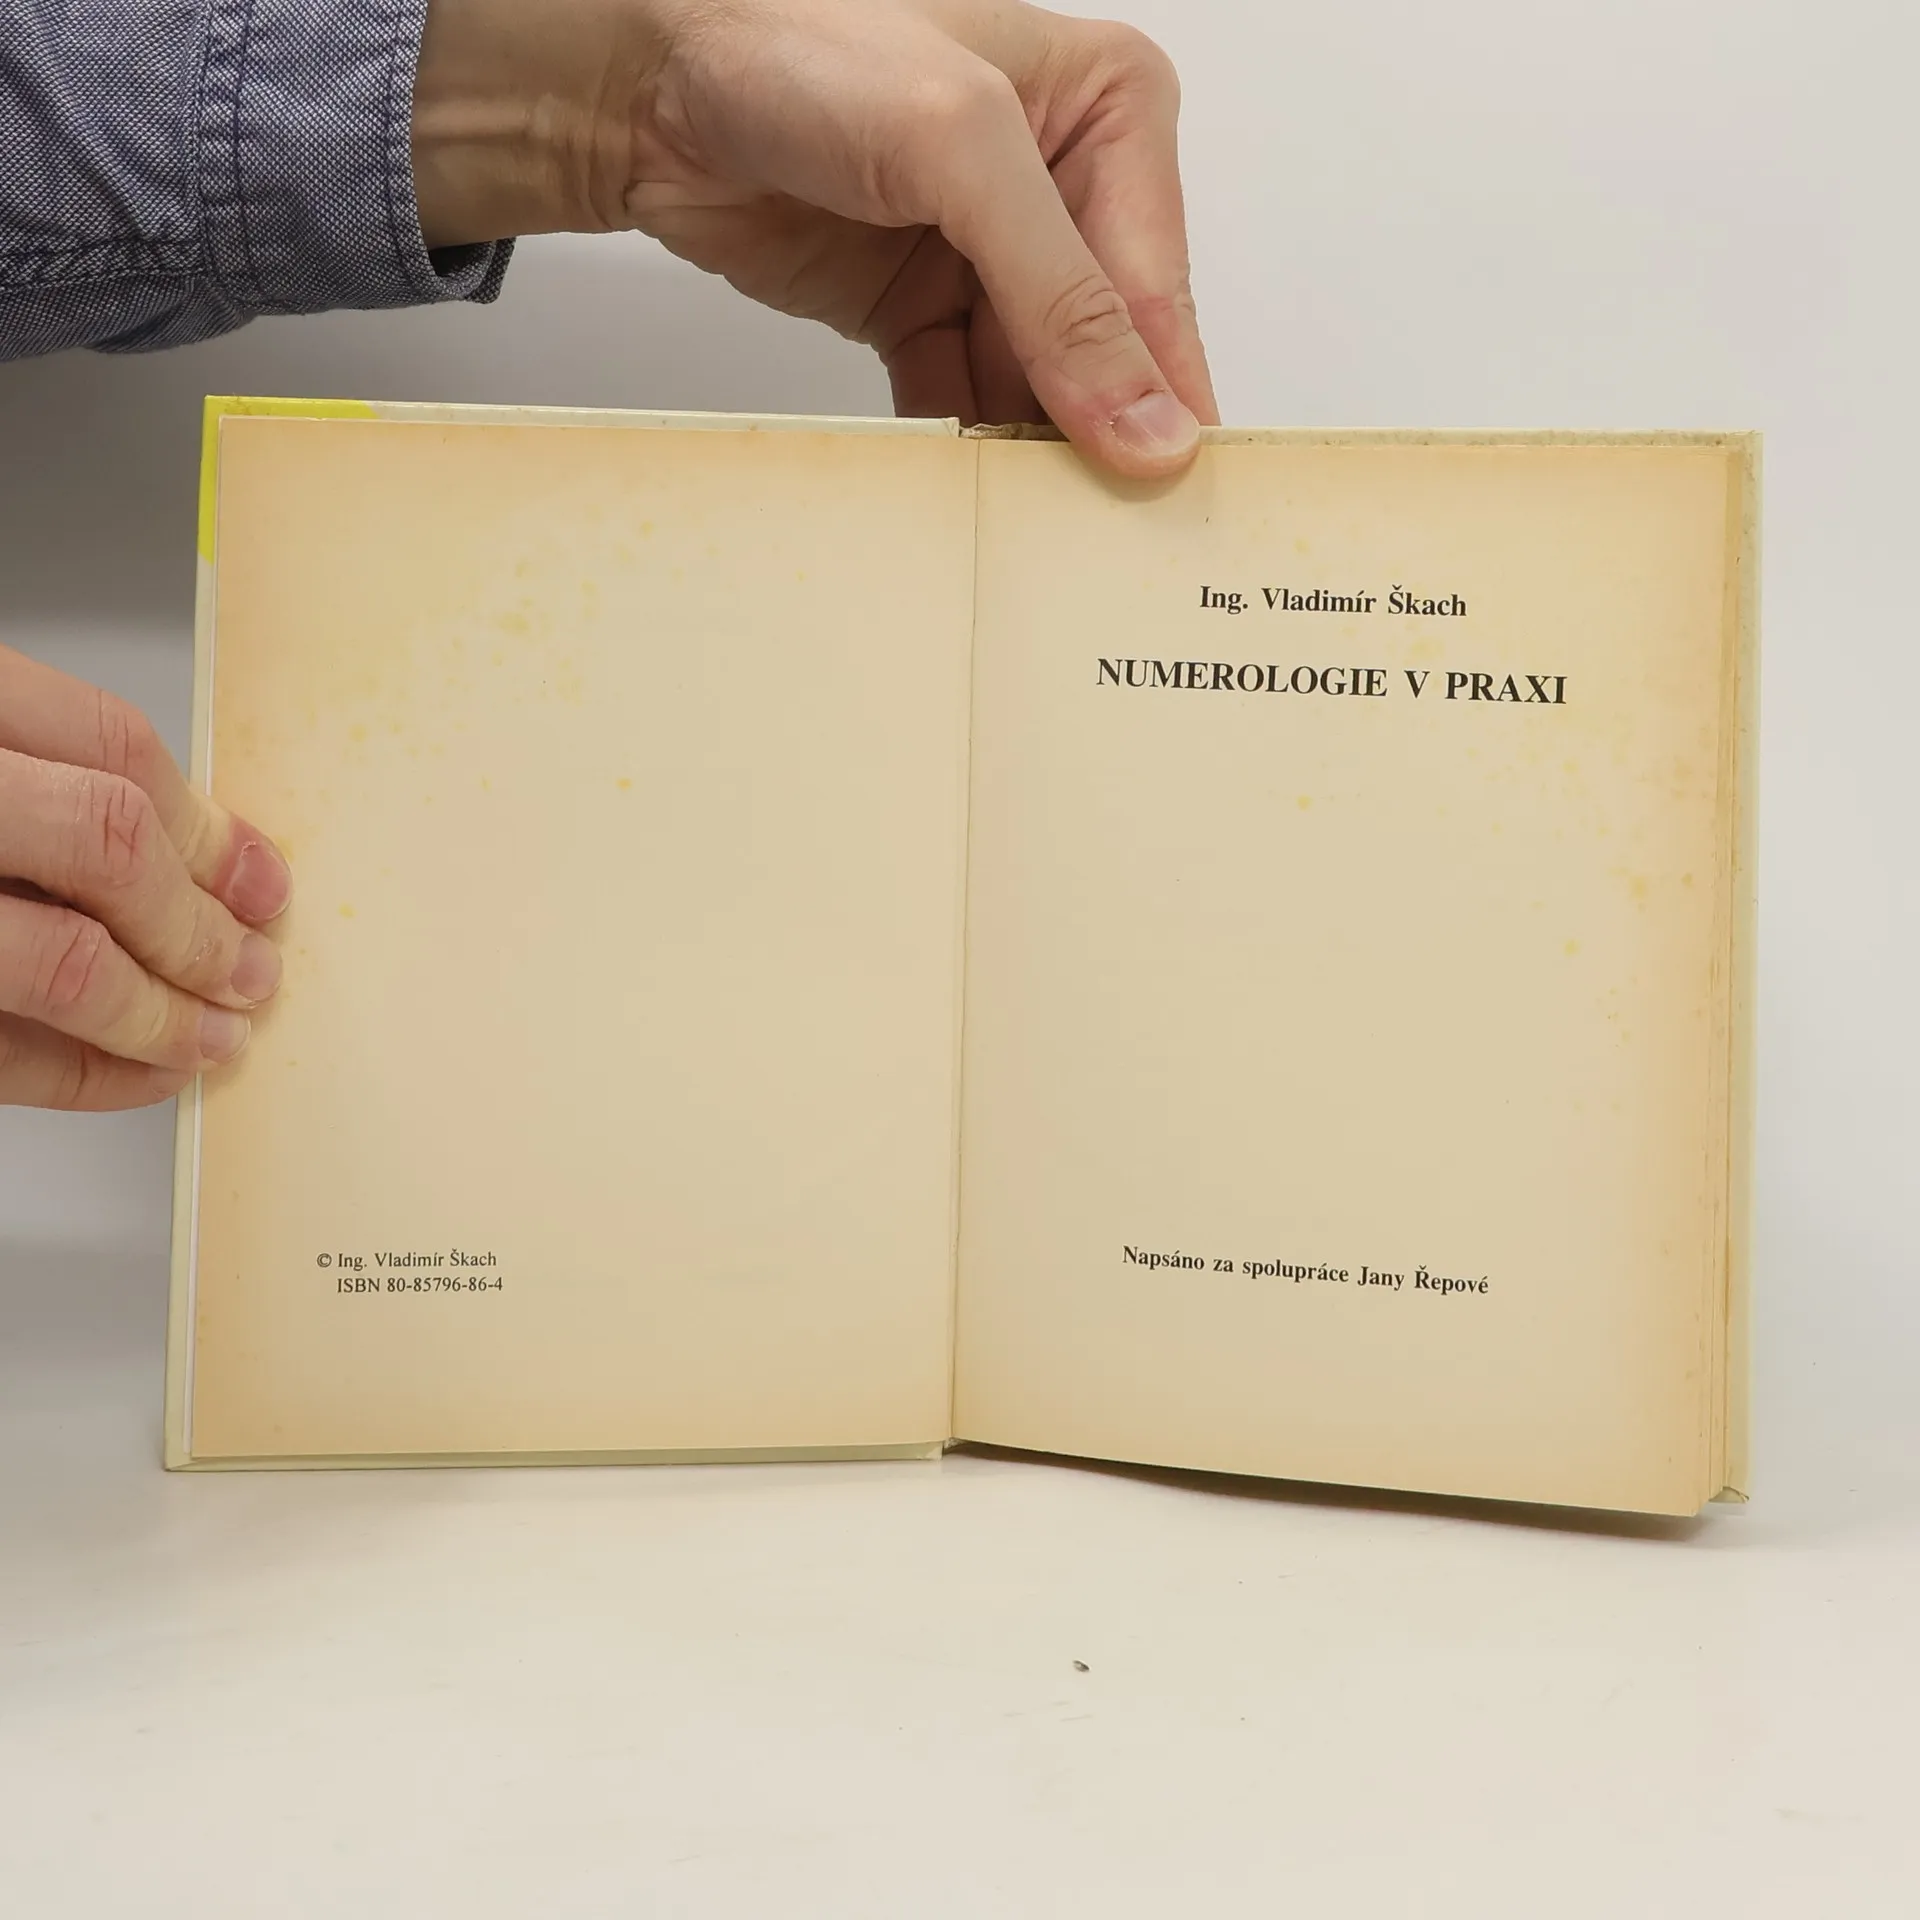 © Ing. Vladimír Škach
ISBN 80-85796-86-4
Ing. Vladimír Škach
NUMEROLOGIE V PRAXI
Napsáno za spolupráce Jany Řepové